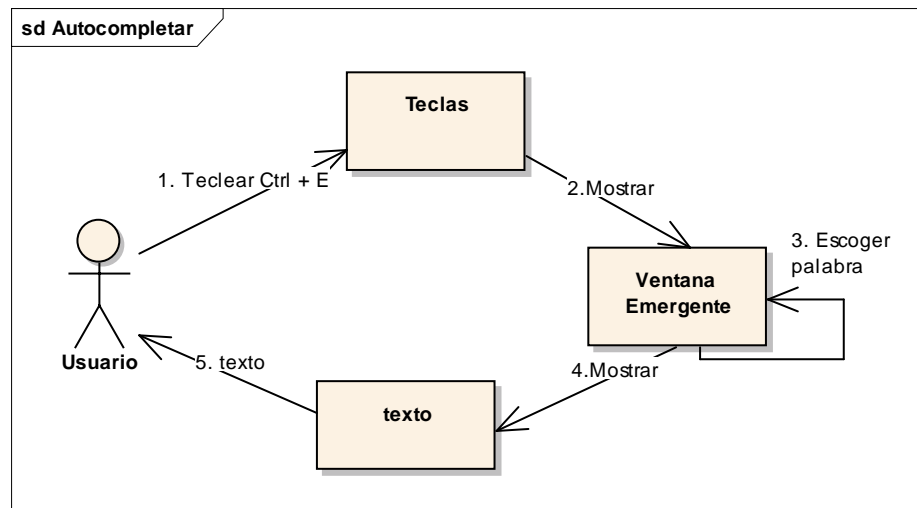 sd Autocompletar
Teclas
1. Teclear Ctrl + E
2.Mostrar
3. Escoger
palabra
Ventana
Emergente
Usuario
5. texto
4.Mostrar
texto